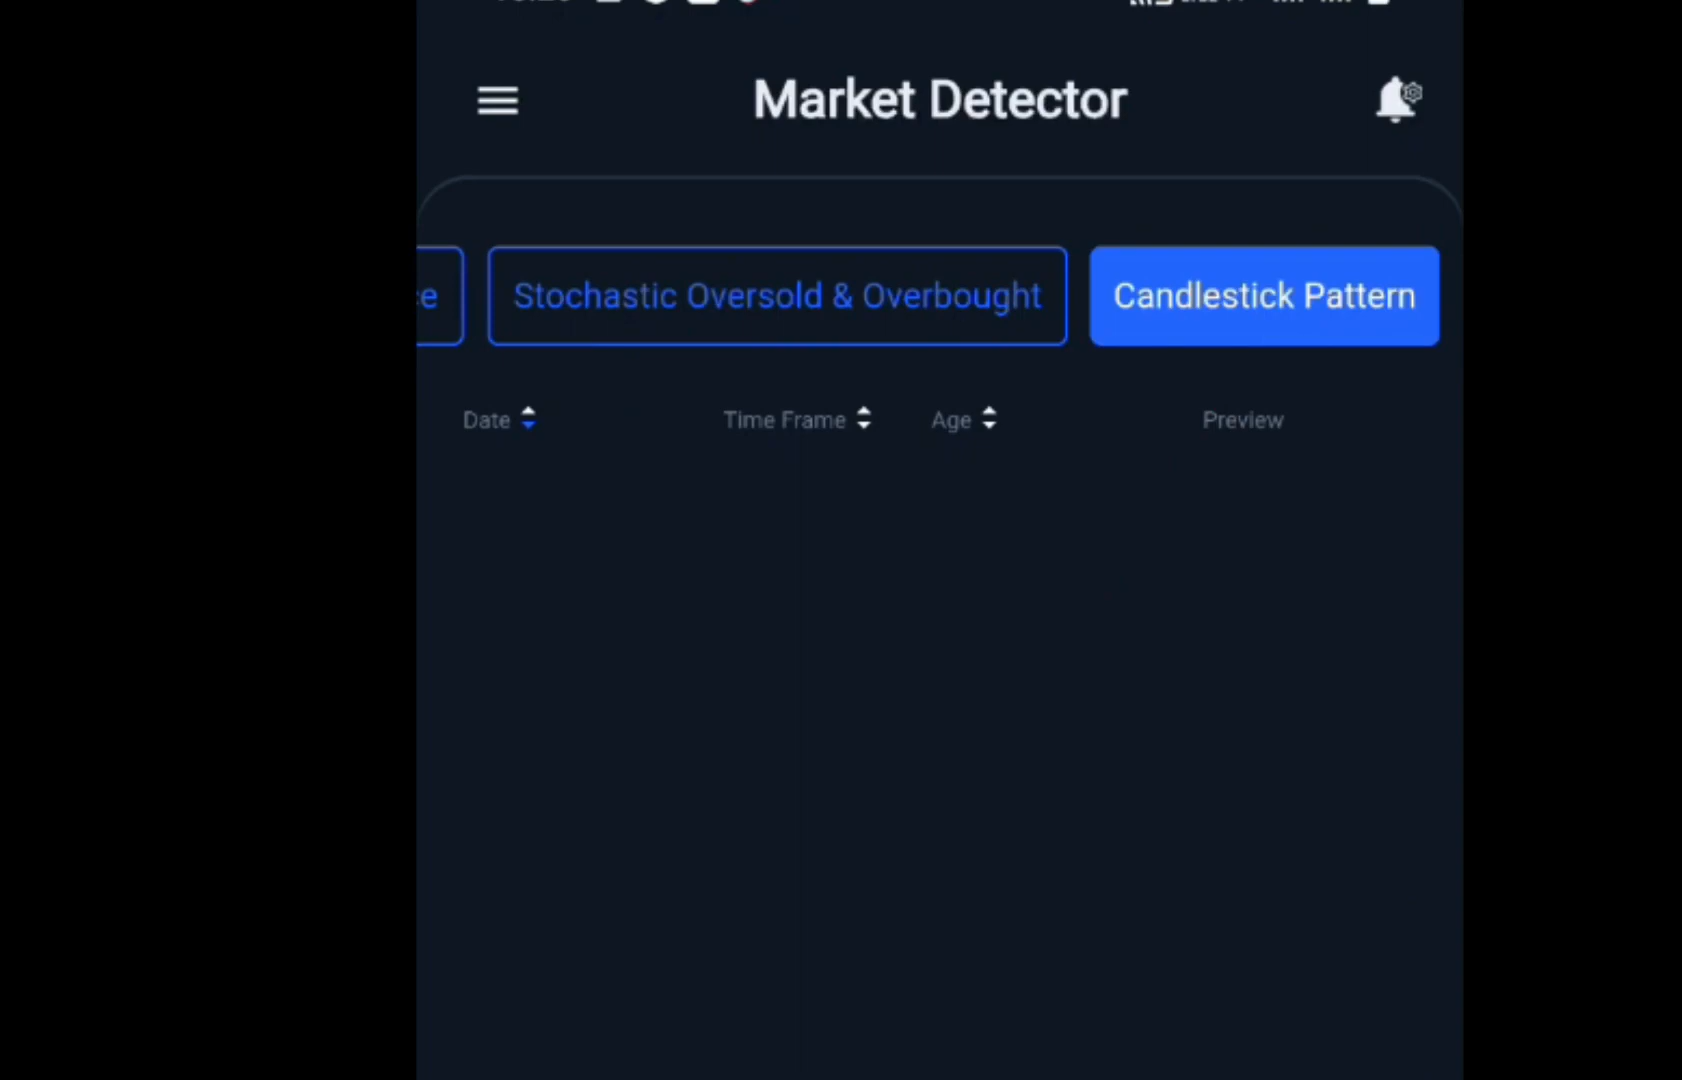 Market Detector
Stochastic Oversold & Overbought
Candlestick Pattern
Date
Time Frame
Age
Preview